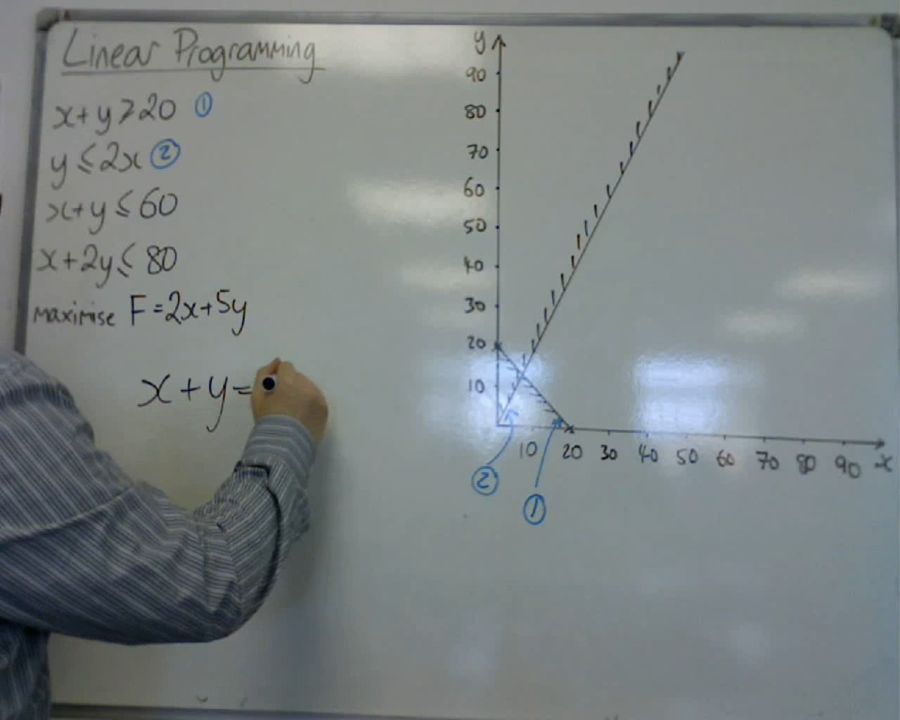 Linear Programming
x+y⩾20 ①
y⩽2x ②
x+y⩽60
x+2y⩽80
maximise F=2x+5y
x+y=
y
90
80
70
60
50
40
30
20
10
10 20 30 40 50 60 70 80 90 x
②
①